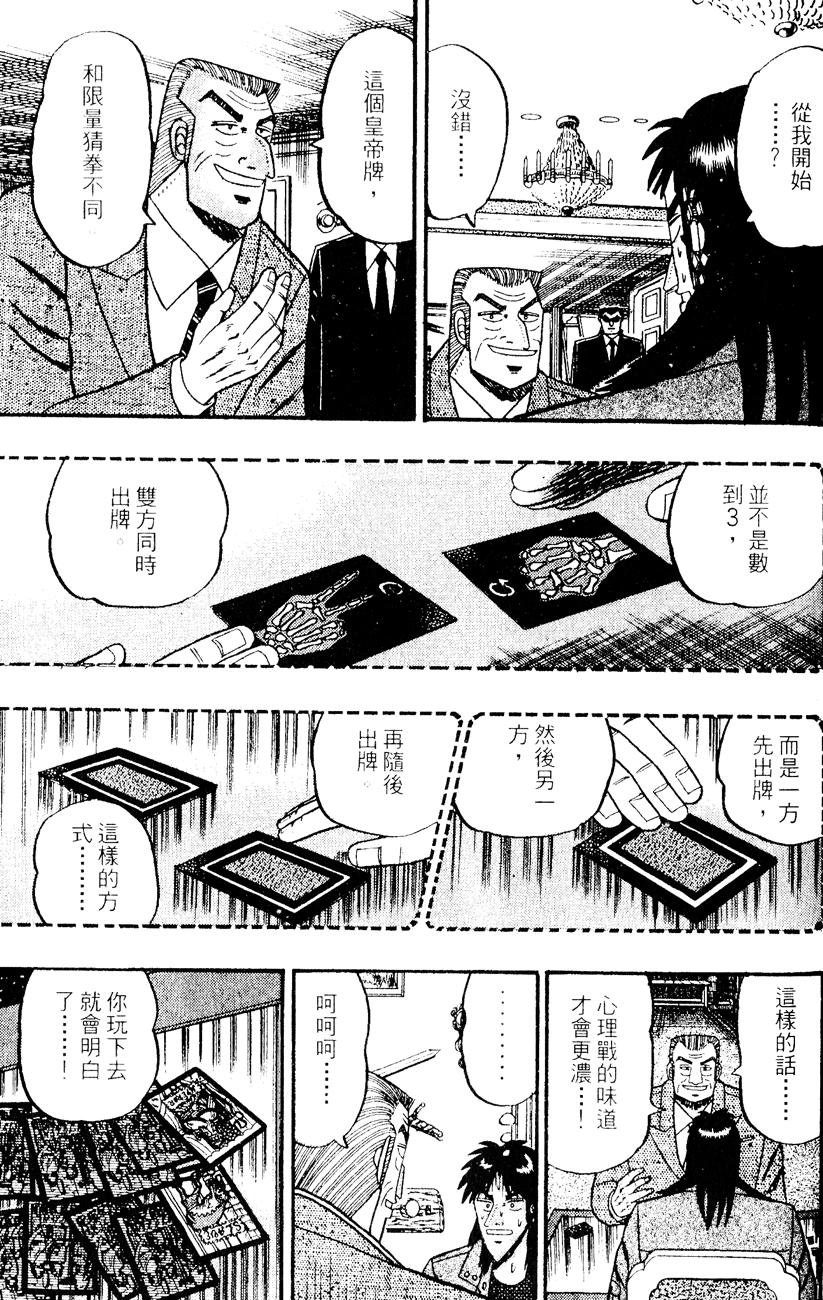 從我開始
……？
沒錯……
這個皇帝牌，
和限量猜拳不同。
並不是數
到3，
雙方同時
出牌。
而是一方
先出牌，
然後另一
方，
再隨後
出牌。
這樣的方
式………
這樣的話……
心理戰的味道
才會更濃…！
………
呵呵呵……
你玩下去
就會明白
了……！